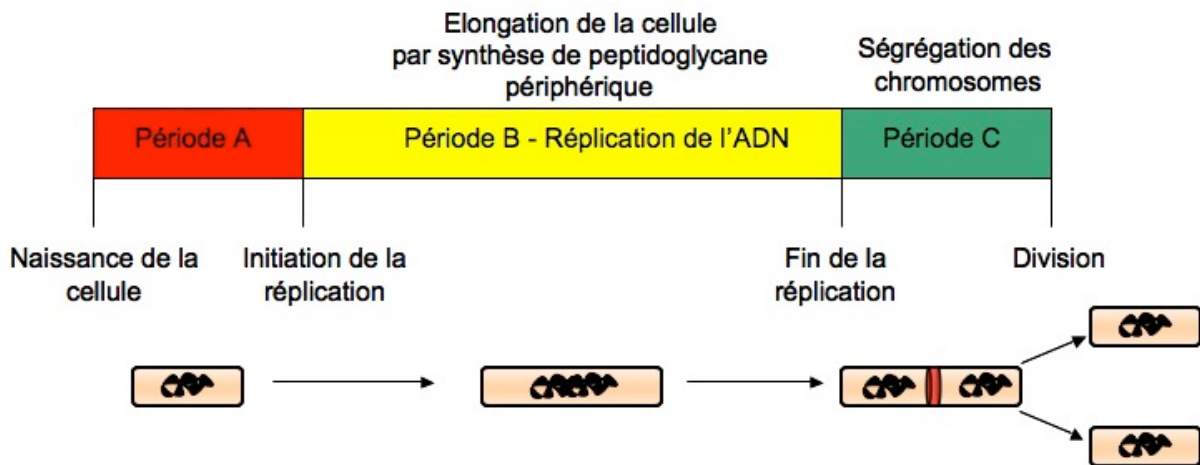 Elongation de la cellule
par synthèse de peptidoglycane
périphérique
Ségrégation des
chromosomes
Période A
Période B - Réplication de l'ADN
Période C
Naissance de la
cellule
Initiation de la
réplication
Fin de la
réplication
Division